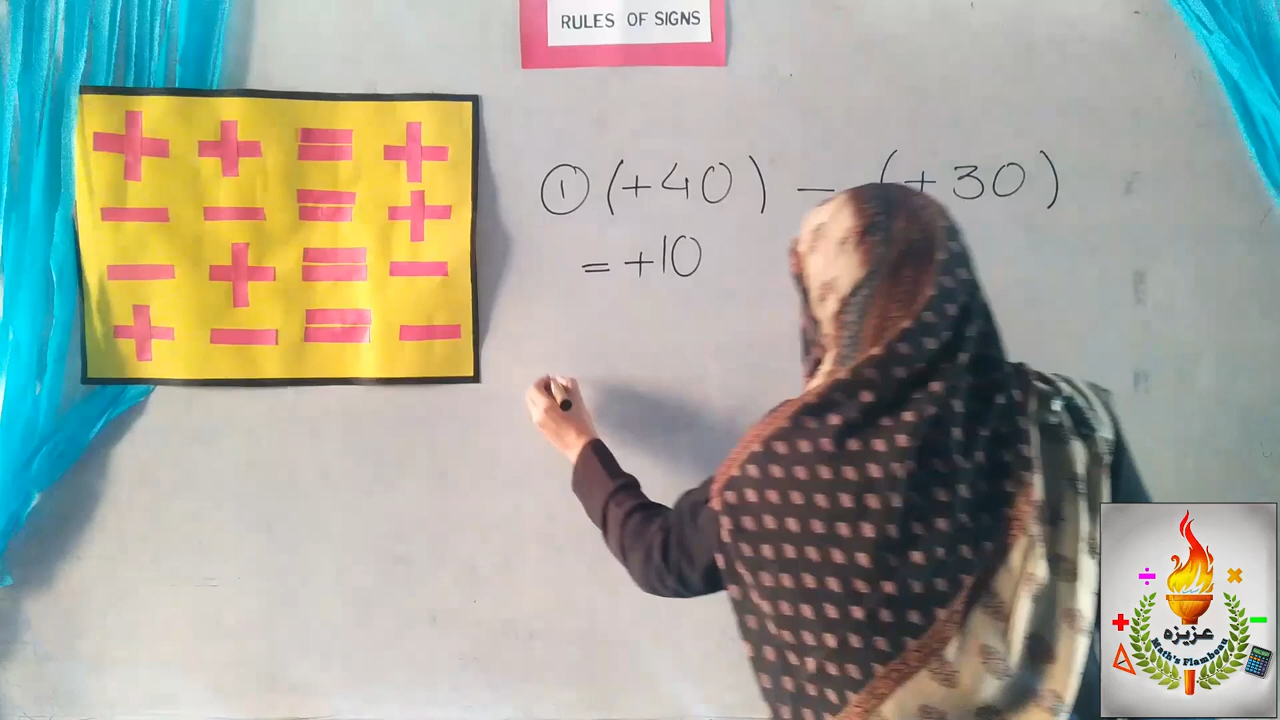 RULES OF SIGNS
+ + = +
- - = +
- + = -
+ - = -
① (+40) - (+30)
= +10
عزیزہ
Math's Flambeau